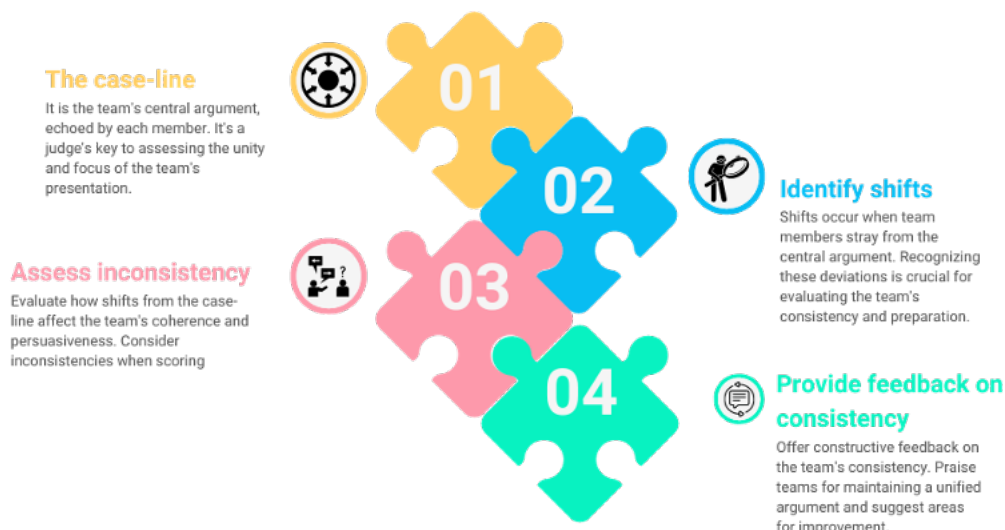 01
The case-line
It is the team's central argument,
echoed by each member. It's a
judge's key to assessing the unity
and focus of the team's
presentation.
02
Identify shifts
Shifts occur when team
members stray from the
central argument. Recognizing
these deviations is crucial for
evaluating the team's
consistency and preparation.
03
Assess inconsistency
Evaluate how shifts from the case-
line affect the team's coherence and
persuasiveness. Consider
inconsistencies when scoring
?
04
Provide feedback on
consistency
Offer constructive feedback on
the team's consistency. Praise
teams for maintaining a unified
argument and suggest areas
for improvement